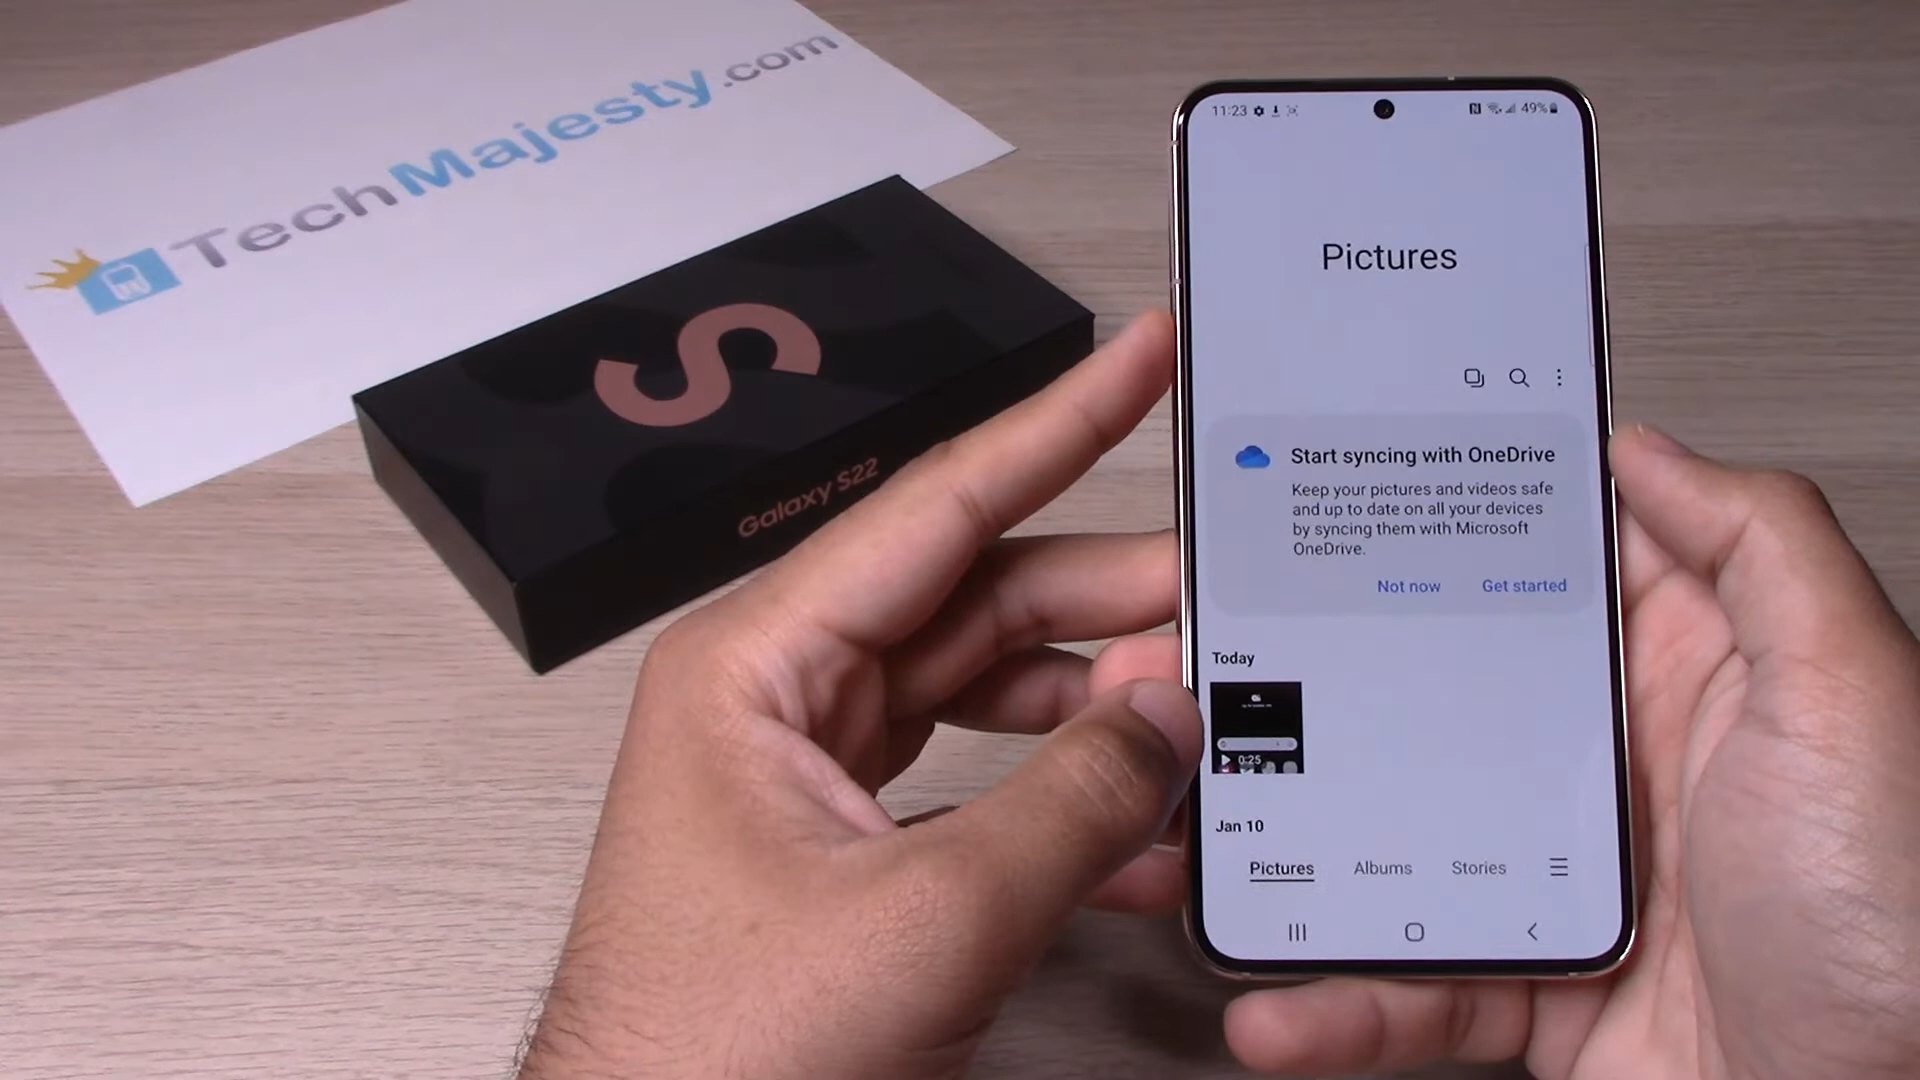 TechMajesty.com
S
Galaxy S22
11:23
49%
Pictures
Start syncing with OneDrive
Keep your pictures and videos safe
and up to date on all your devices
by syncing them with Microsoft
OneDrive.
Not now Get started
Today
0:25
Jan 10
Pictures Albums Stories